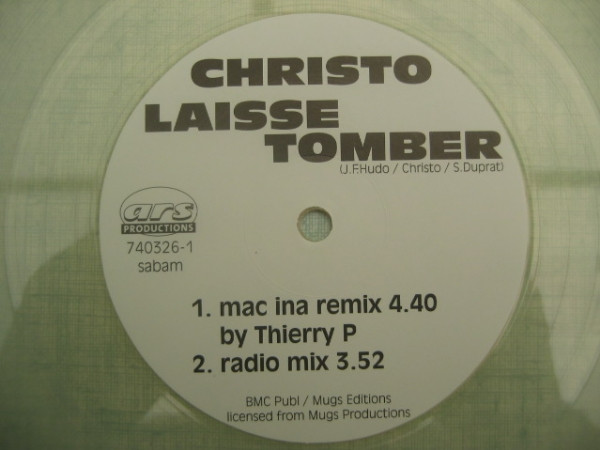 CHRISTO
LAISSE
TOMBER
(J.F.Hudo / Christo / S.Duprat)
ars
PRODUCTIONS
740326-1
sabam
1. mac ina remix 4.40
by Thierry P
2. radio mix 3.52
BMC Publ / Mugs Editions
licensed from Mugs Productions